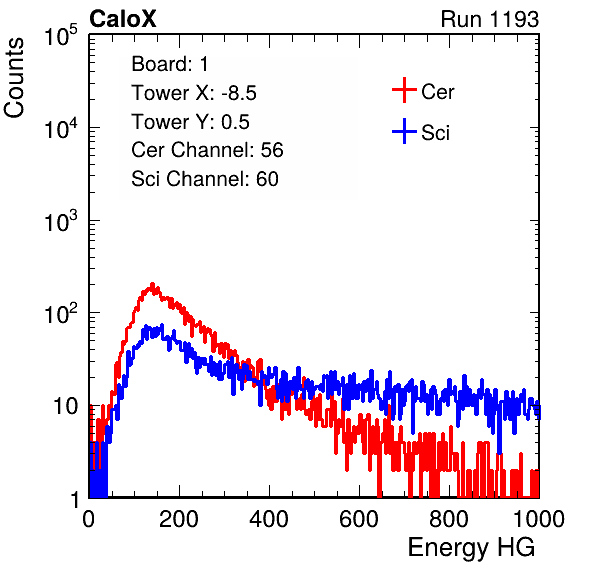 CaloX Run 1193
Counts
10^5
10^4
10^3
10^2
10
1
Board: 1
Tower X: -8.5
Tower Y: 0.5
Cer Channel: 56
Sci Channel: 60
Cer
Sci
0 200 400 600 800 1000
Energy HG